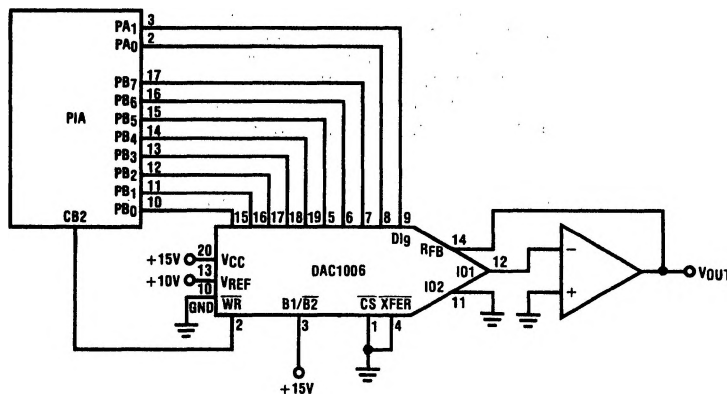 PA1 3
PA0 2
PB7 17
PB6 16
PIA PB5 15
PB4 14
PB3 13
PB2 12
PB1 11
PB0 10
CB2
15 16 17 18 19 5 6 7 8 9
DI9
RFB 14
+15V 20 VCC
DAC1006
IO1 12
+10V 13 VREF
10 GND
IO2 11
WR B1/B2 CS XFER
2 3 1 4
+15V
−
+
VOUT